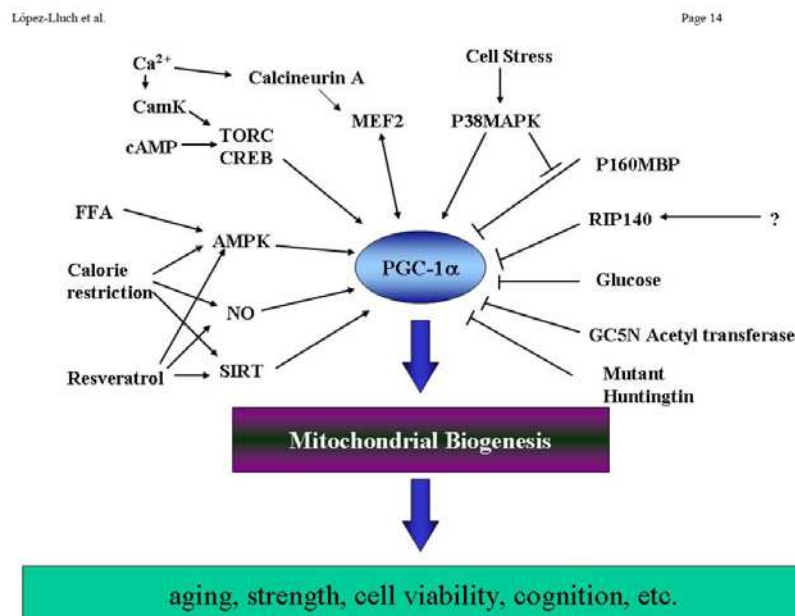 López-Lluch et al.
Page 14
Ca²⁺
Calcineurin A
Cell Stress
CamK
MEF2
P38MAPK
cAMP
TORC
CREB
P160MBP
FFA
AMPK
RIP140
?
PGC-1α
Calorie
restriction
NO
Glucose
GC5N Acetyl transferase
Resveratrol
SIRT
Mutant
Huntingtin
Mitochondrial Biogenesis
aging, strength, cell viability, cognition, etc.